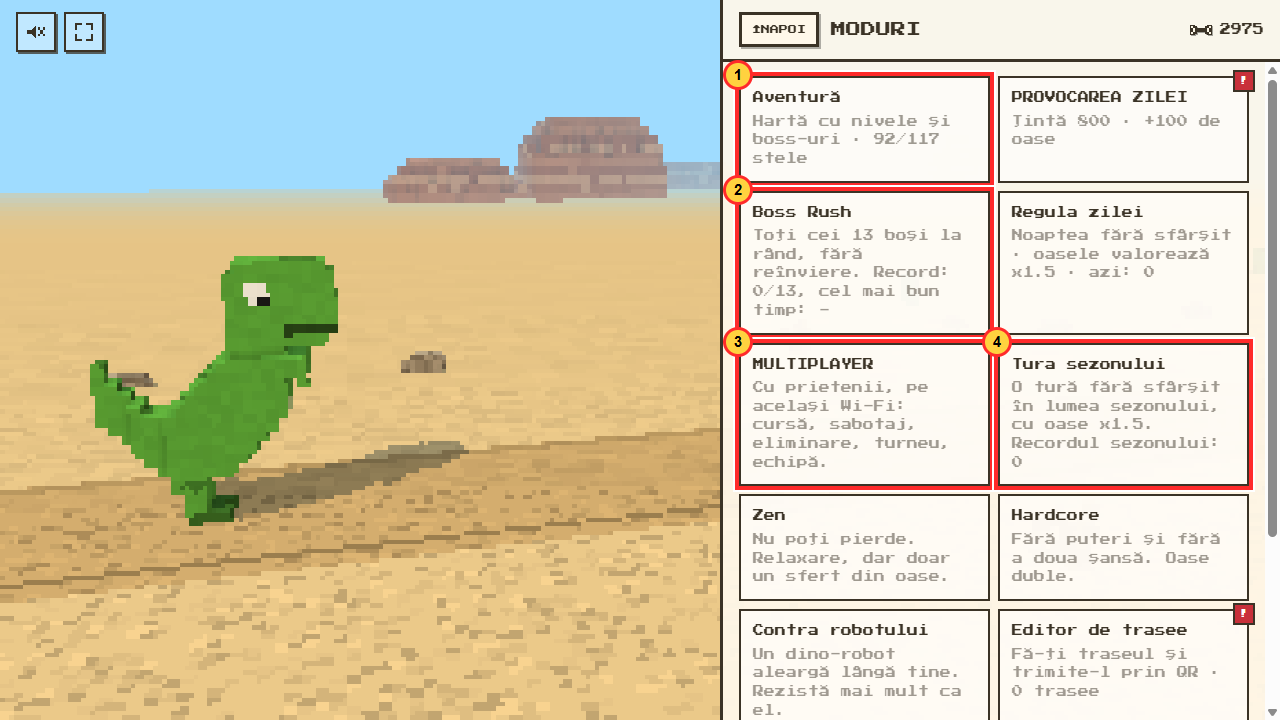 ↑NAPOI
MODURI
2975
1
Aventură
Hartă cu nivele și
boss-uri · 92/117
stele
!
PROVOCAREA ZILEI
Țintă 800 · +100 de
oase
2
Boss Rush
Toți cei 13 boși la
rând, fără
reînviere. Record:
0/13, cel mai bun
timp: –
Regula zilei
Noaptea fără sfârșit
· oasele valorează
x1.5 · azi: 0
3
MULTIPLAYER
Cu prietenii, pe
același Wi-Fi:
cursă, sabotaj,
eliminare, turneu,
echipă.
4
Tura sezonului
O tură fără sfârșit
în lumea sezonului,
cu oase x1.5.
Recordul sezonului:
0
Zen
Nu poți pierde.
Relaxare, dar doar
un sfert din oase.
Hardcore
Fără puteri și fără
a doua șansă. Oase
duble.
Contra robotului
Un dino-robot
aleargă lângă tine.
Rezistă mai mult ca
el.
!
Editor de trasee
Fă-ți traseul și
trimite-l prin QR ·
0 trasee